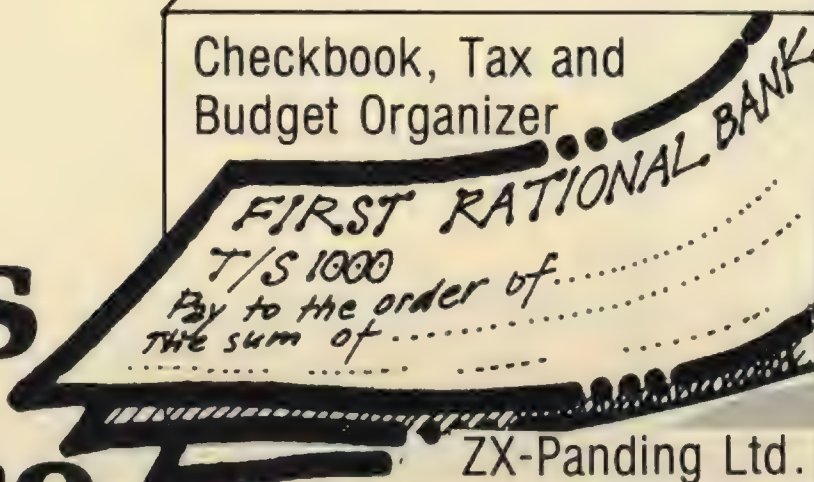 Checkbook, Tax and
Budget Organizer
FIRST RATIONAL BANK
T/S 1000
Pay to the order of
The sum of
ZX-Panding Ltd.